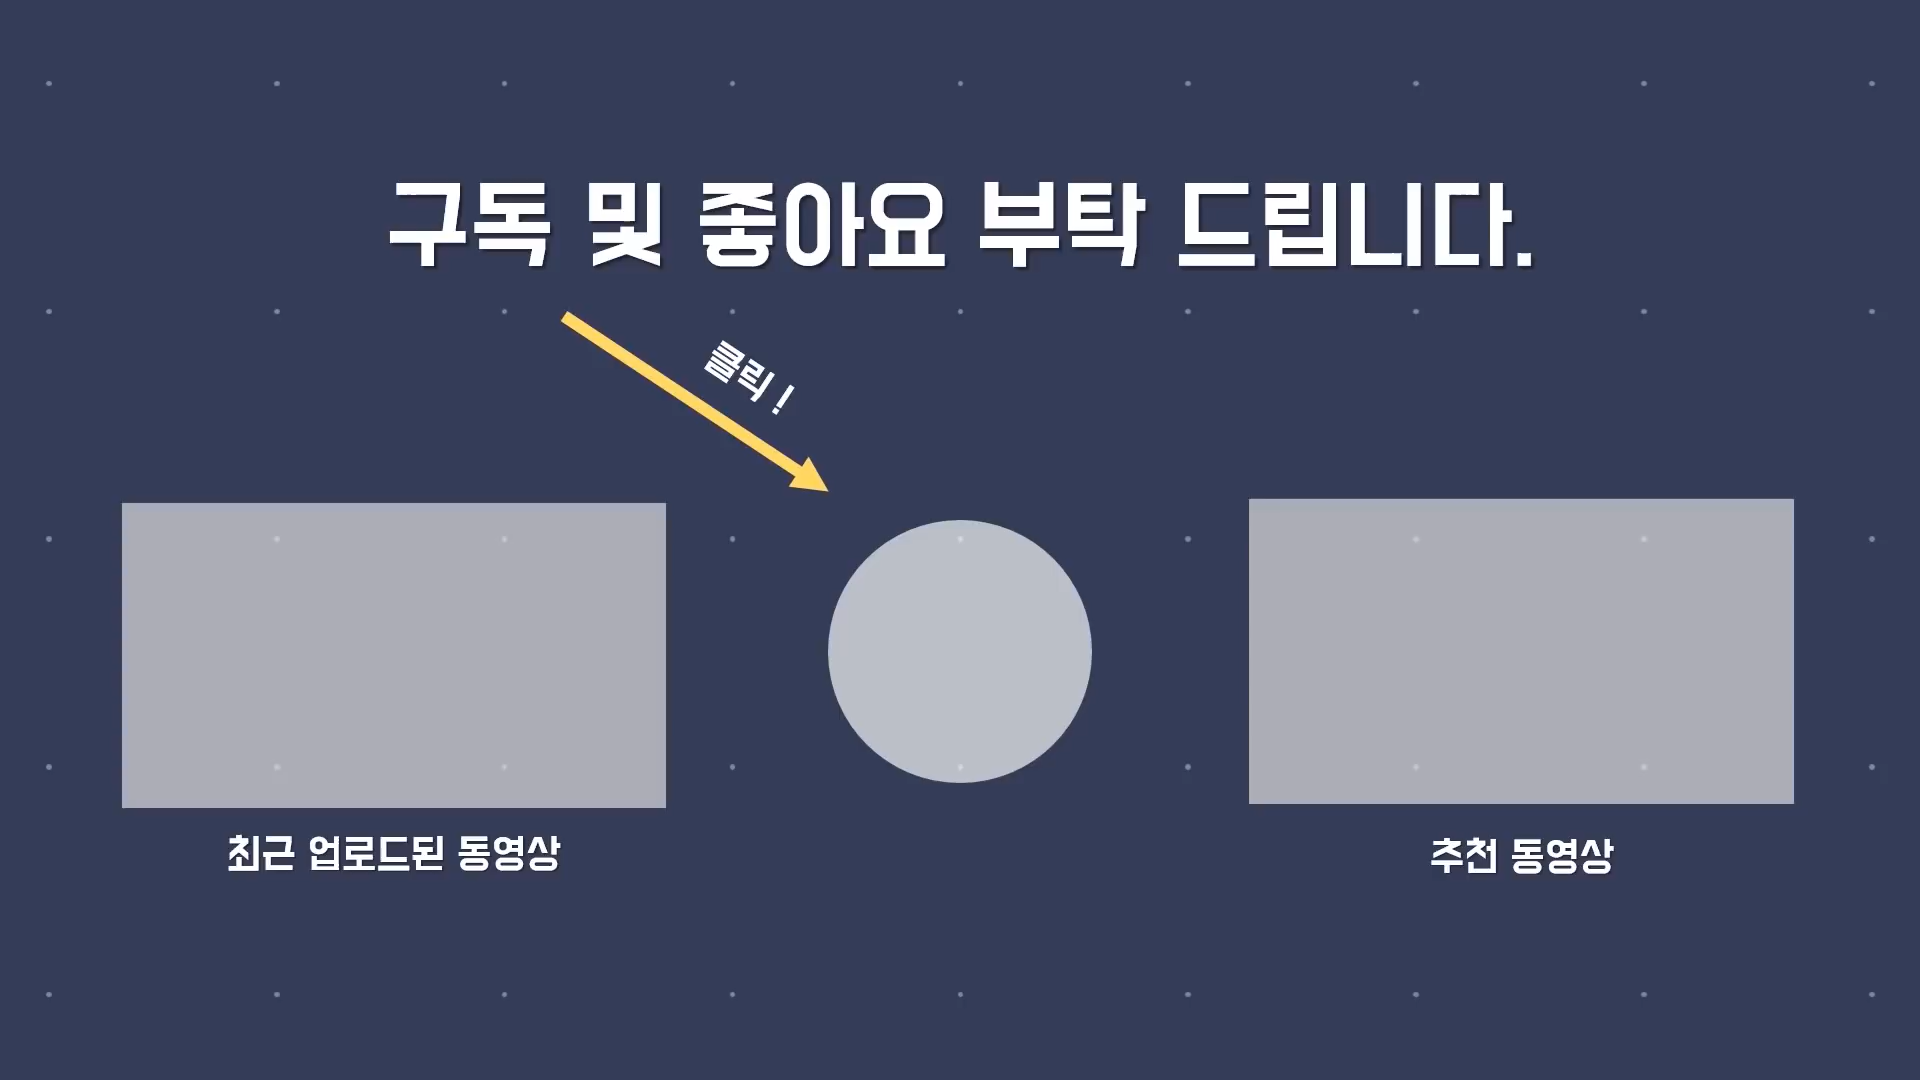 구독 및 좋아요 부탁 드립니다.
클릭 !
최근 업로드된 동영상
추천 동영상